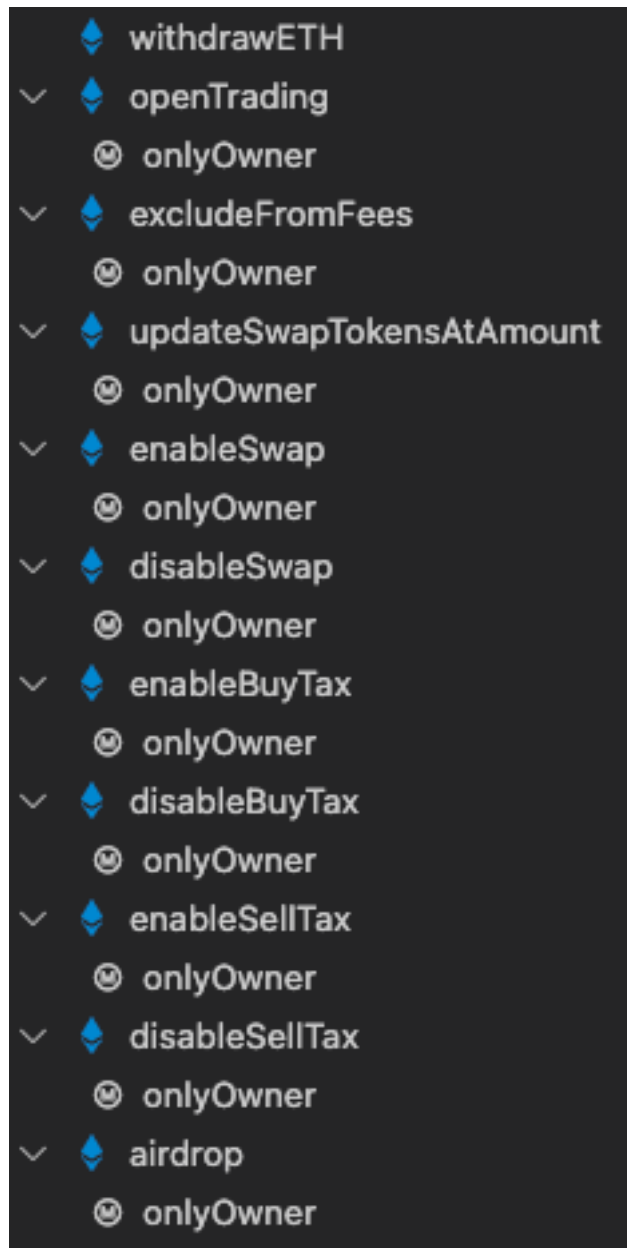 withdrawETH
openTrading
onlyOwner
excludeFromFees
onlyOwner
updateSwapTokensAtAmount
onlyOwner
enableSwap
onlyOwner
disableSwap
onlyOwner
enableBuyTax
onlyOwner
disableBuyTax
onlyOwner
enableSellTax
onlyOwner
disableSellTax
onlyOwner
airdrop
onlyOwner